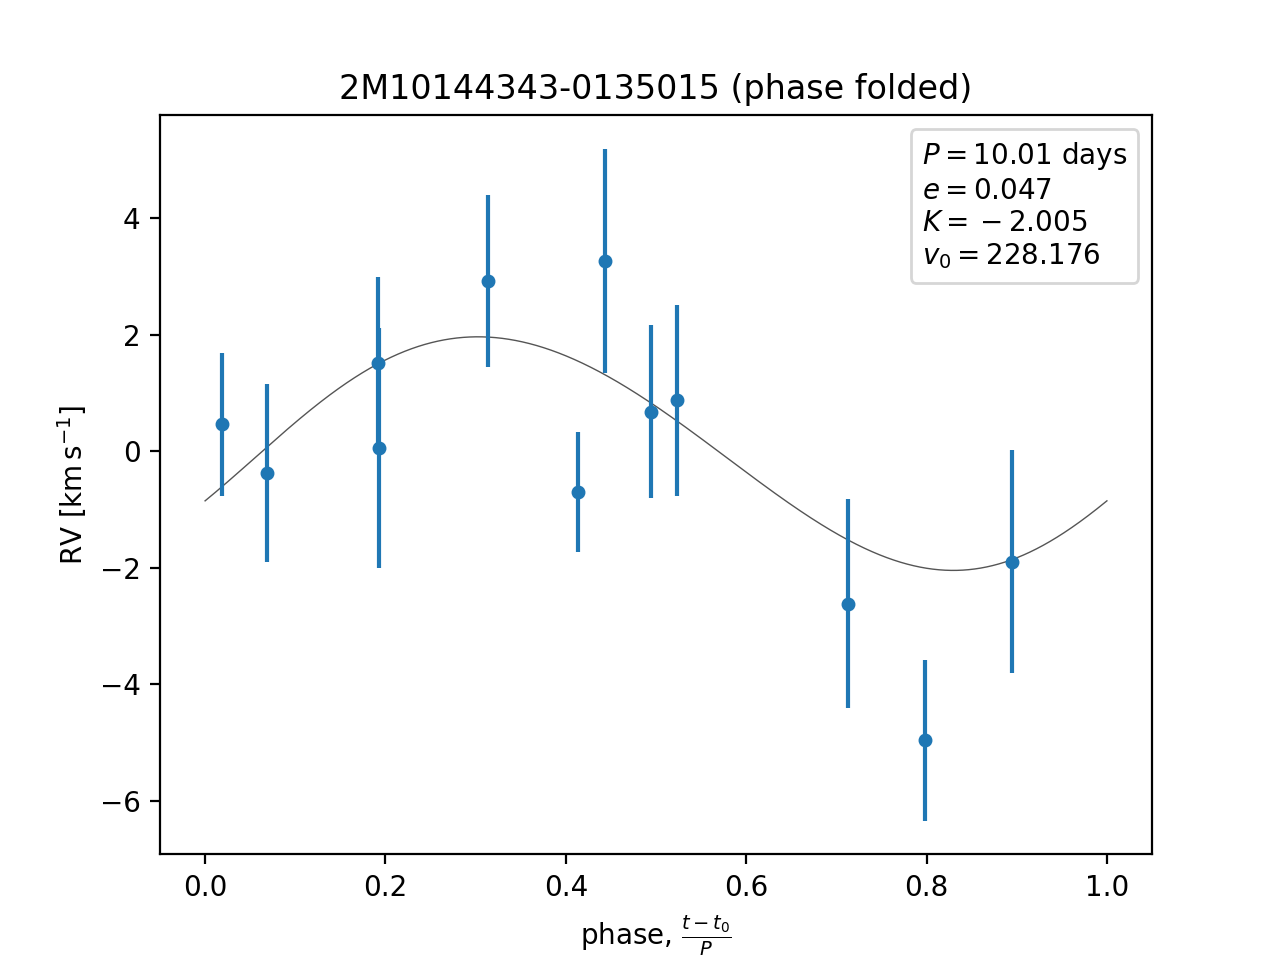 2M10144343-0135015 (phase folded)
P = 10.01 days
e = 0.047
K = − 2.005
v₀ = 228.176
RV [km s⁻¹]
4
2
0
−2
−4
−6
0.0 0.2 0.4 0.6 0.8 1.0
phase, (t − t₀)/P